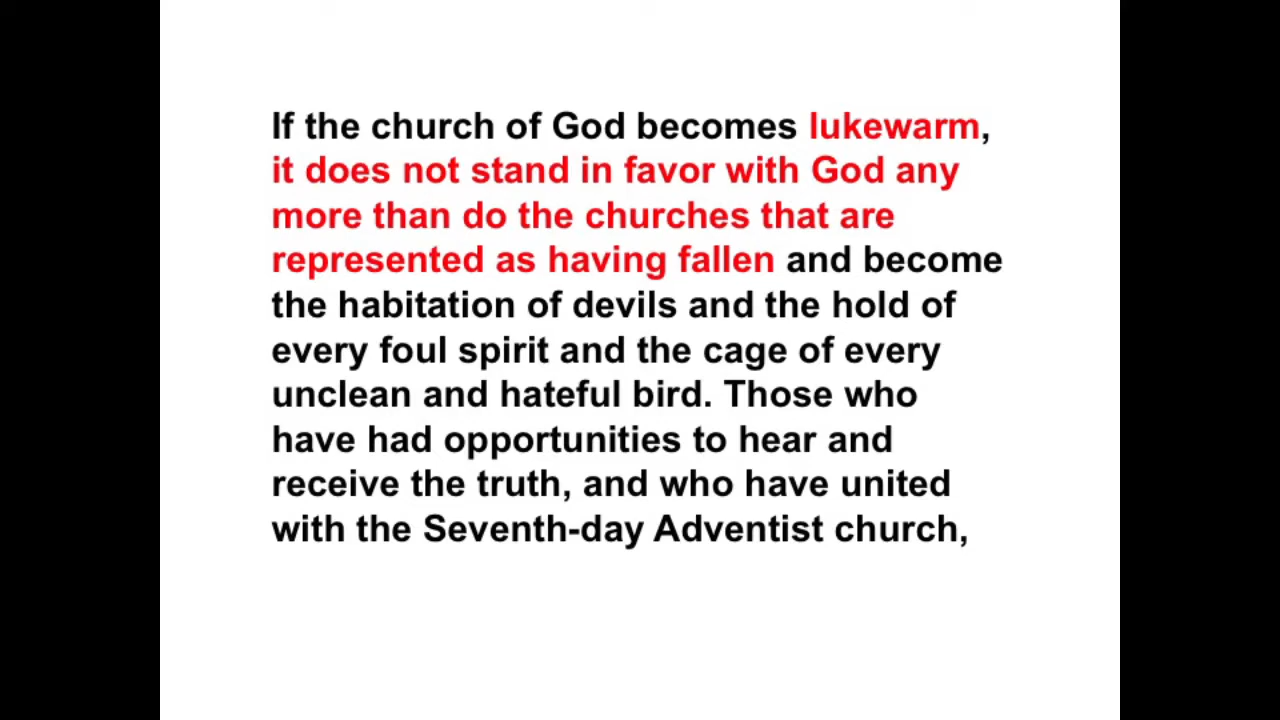 If the church of God becomes lukewarm,
it does not stand in favor with God any
more than do the churches that are
represented as having fallen and become
the habitation of devils and the hold of
every foul spirit and the cage of every
unclean and hateful bird. Those who
have had opportunities to hear and
receive the truth, and who have united
with the Seventh-day Adventist church,